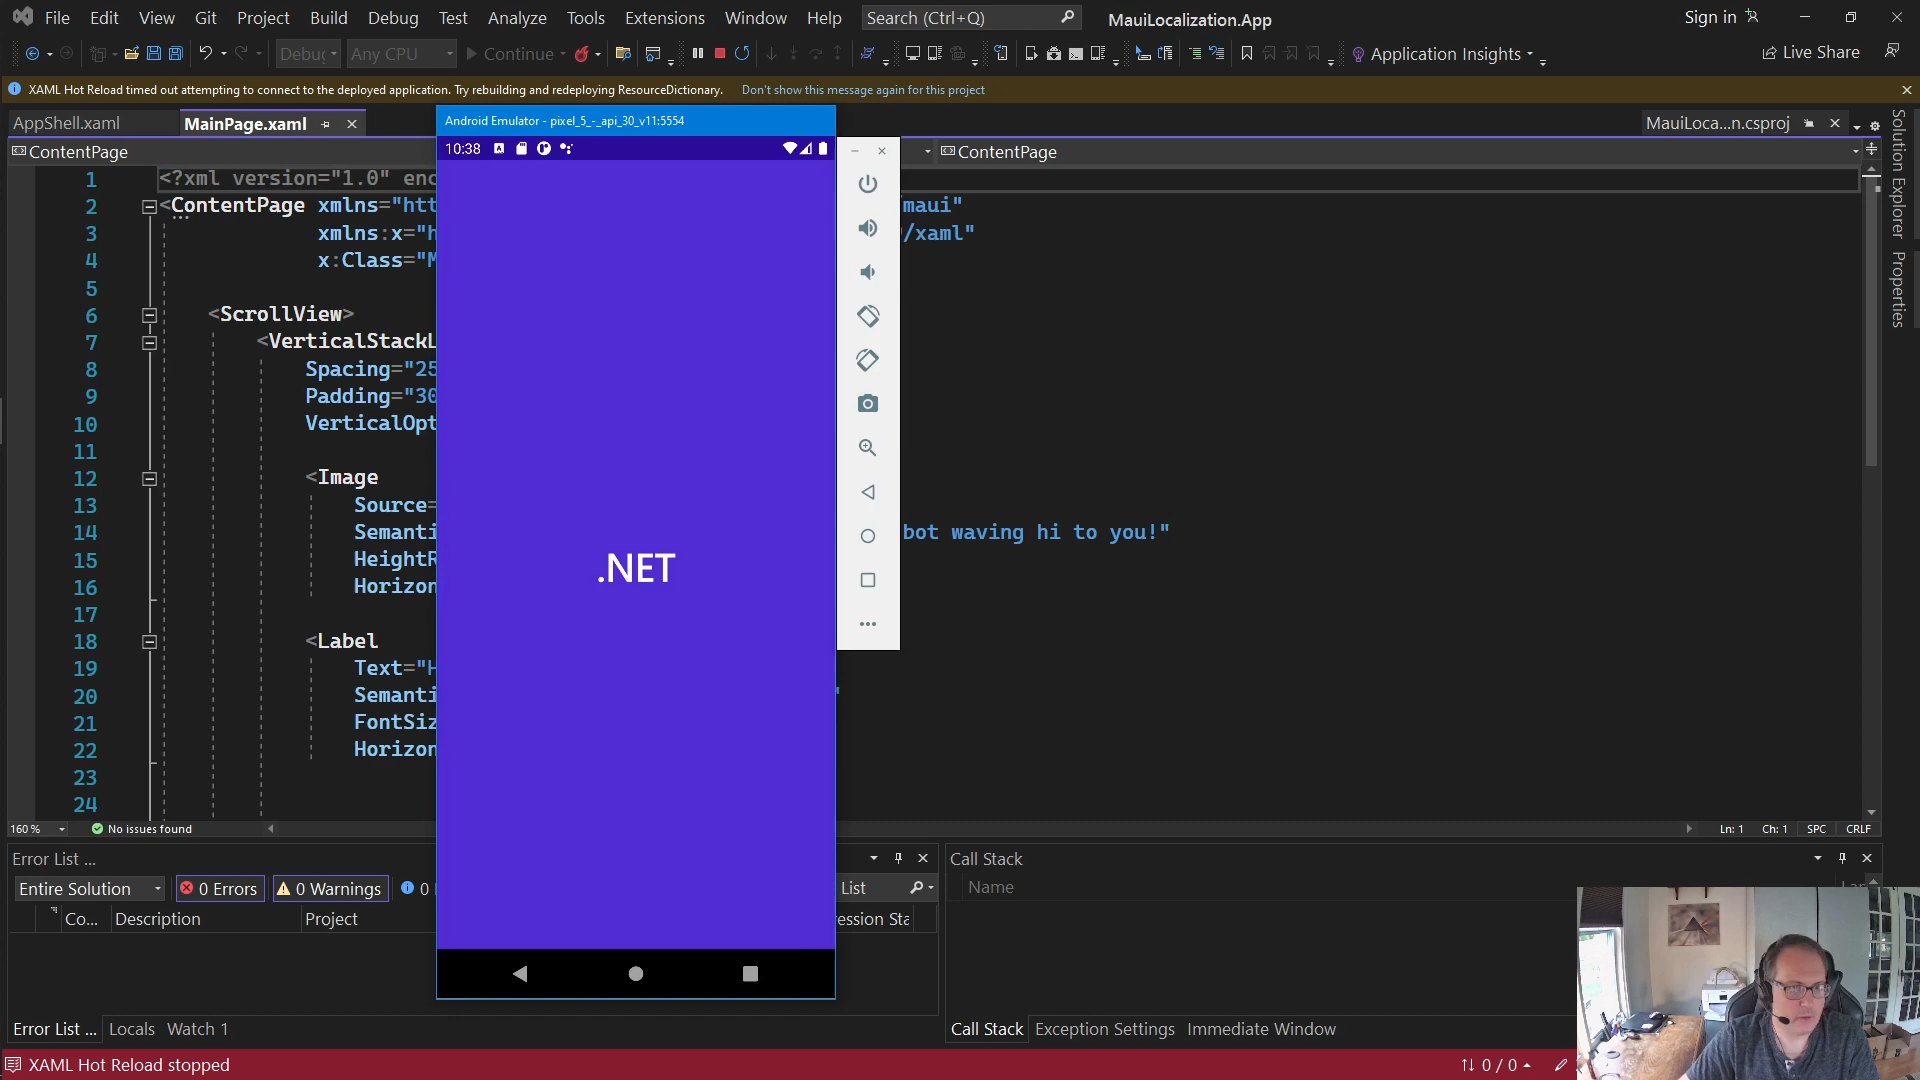 File Edit View Git Project Build Debug Test Analyze Tools Extensions Window Help Search (Ctrl+Q) MauiLocalization.App Sign in
Any CPU Continue Application Insights Live Share
XAML Hot Reload timed out attempting to connect to the deployed application. Try rebuilding and redeploying ResourceDictionary. Don't show this message again for this project
AppShell.xaml MainPage.xaml MauiLoca...n.csproj
Android Emulator - pixel_5_-_api_30_v11:5554
ContentPage ContentPage
10:38
1 <?xml version="1.0" enc
2 <ContentPage xmlns="htt /maui"
3 xmlns:x="h /xaml"
4 x:Class="M
5
6 <ScrollView>
7 <VerticalStackL
8 Spacing="25
9 Padding="30
10 VerticalOpt
11
12 <Image
13 Source=
14 Semanti bot waving hi to you!"
15 HeightR
16 Horizon
17
18 <Label
19 Text="H
20 Semanti "
21 FontSiz
22 Horizon
23
24
.NET
Solution Explorer
Properties
160 % No issues found Ln: 1 Ch: 1 SPC CRLF
Error List ... Call Stack
Entire Solution 0 Errors 0 Warnings 0 List Name
Co... Description Project
Error List ... Locals Watch 1 Call Stack Exception Settings Immediate Window
XAML Hot Reload stopped 0 / 0